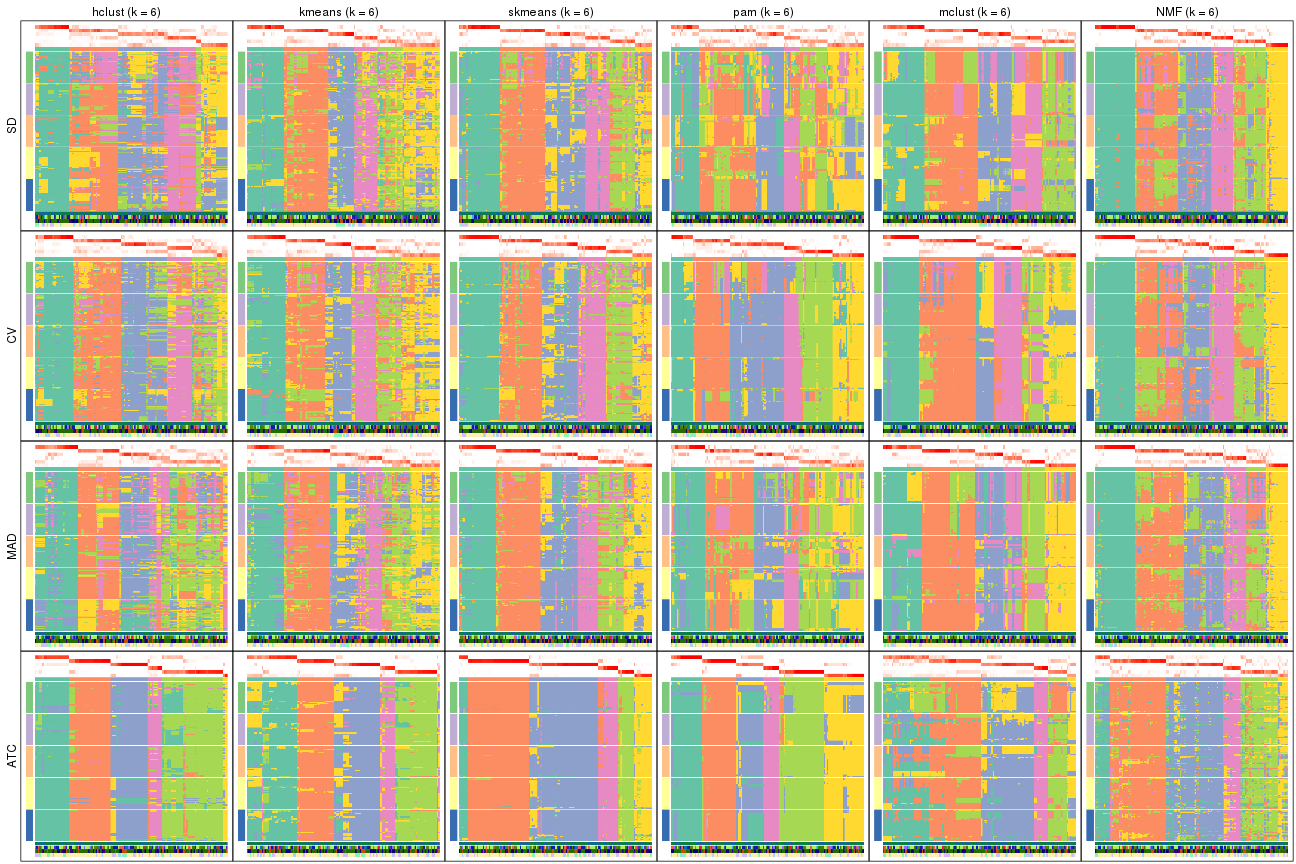 hclust (k = 6) kmeans (k = 6) skmeans (k = 6) pam (k = 6) mclust (k = 6) NMF (k = 6)
SD
CV
MAD
ATC